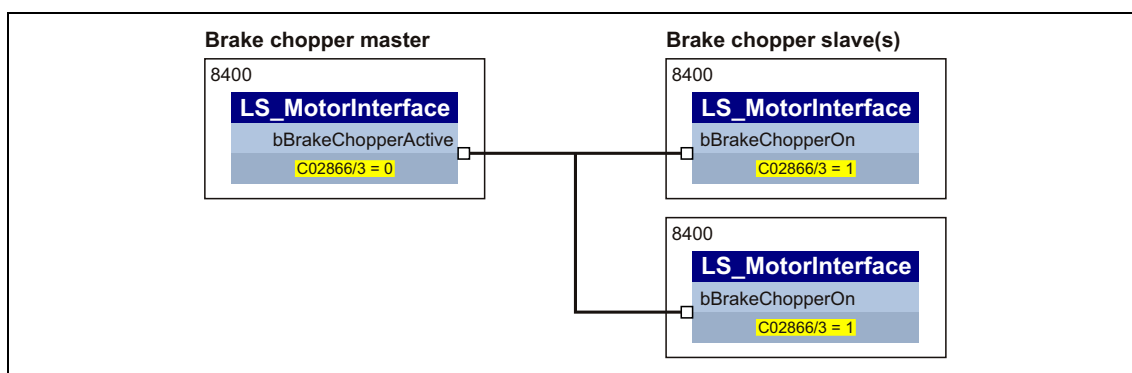 Brake chopper master
8400
LS_MotorInterface
bBrakeChopperActive
C02866/3 = 0
Brake chopper slave(s)
8400
LS_MotorInterface
bBrakeChopperOn
C02866/3 = 1
8400
LS_MotorInterface
bBrakeChopperOn
C02866/3 = 1